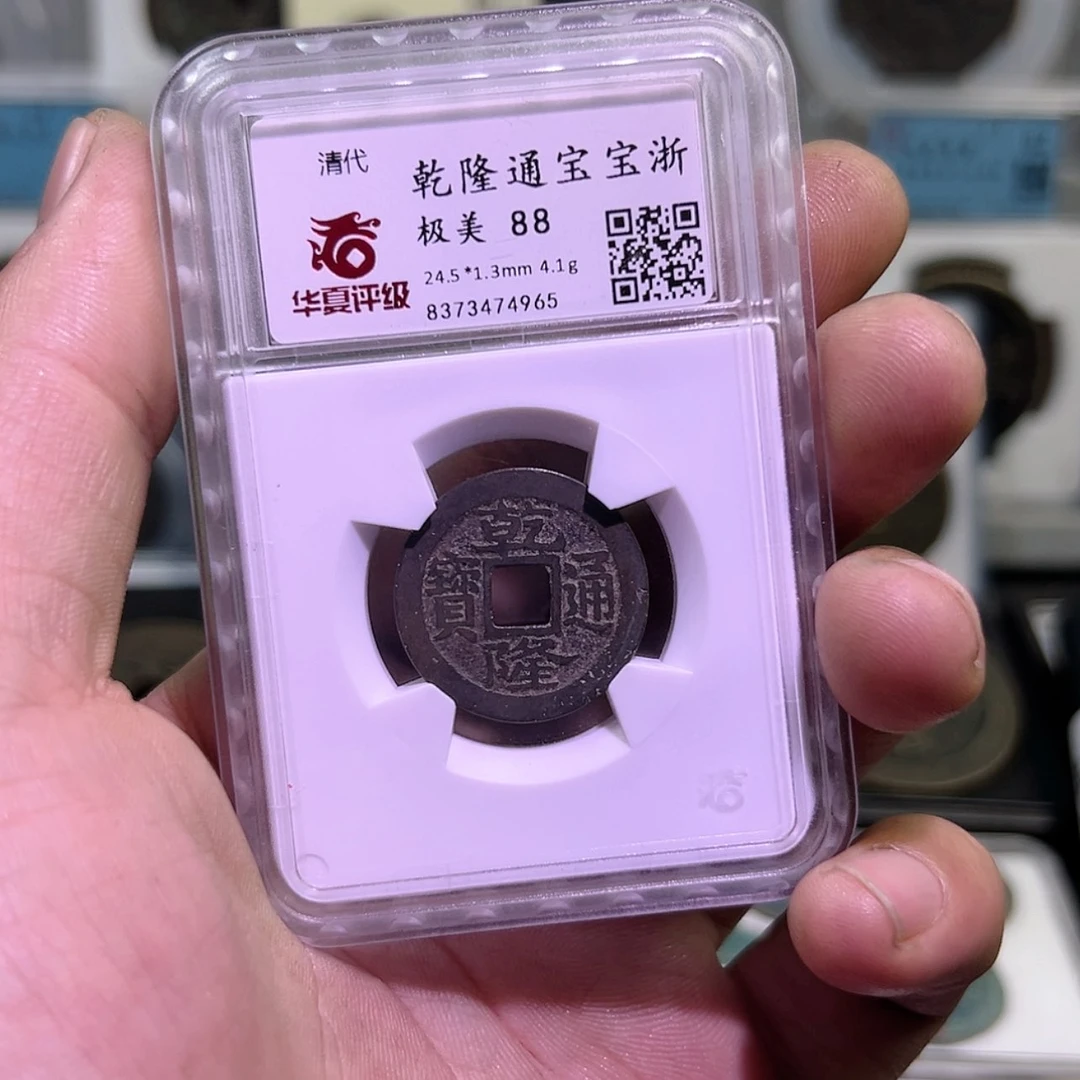 清代
乾隆通宝宝浙
极美 88
24.5*1.3mm 4.1g
8373474965
华夏评级
乾隆通寶